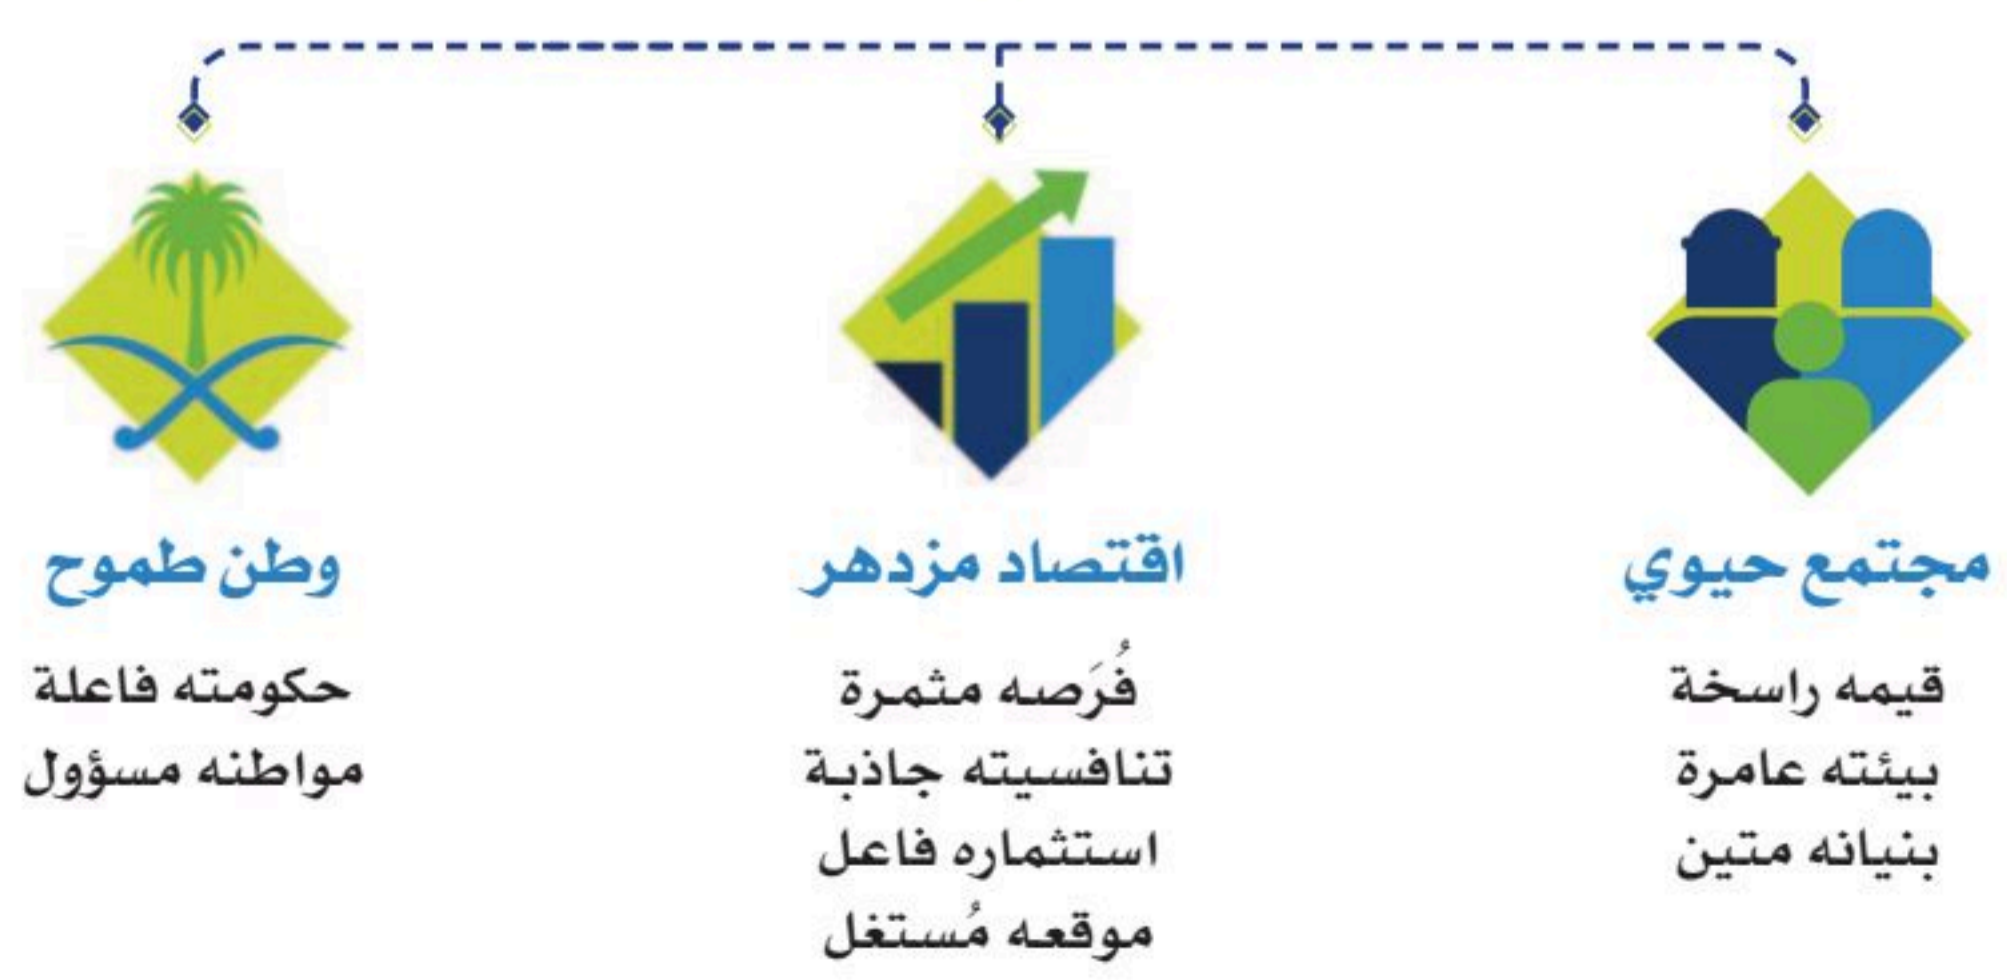 مجتمع حيوي
قيمه راسخة
بيئته عامرة
بنيانه متين
اقتصاد مزدهر
فُرَصه مثمرة
تنافسيته جاذبة
استثماره فاعل
موقعه مُستغل
وطن طموح
حكومته فاعلة
مواطنه مسؤول